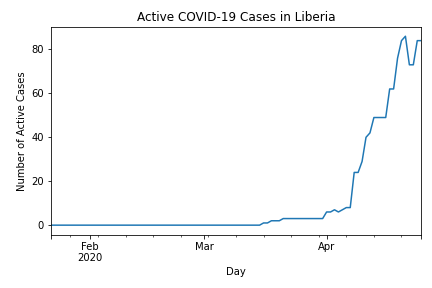 Active COVID-19 Cases in Liberia
Number of Active Cases
80
60
40
20
0
Feb
2020
Mar
Apr
Day